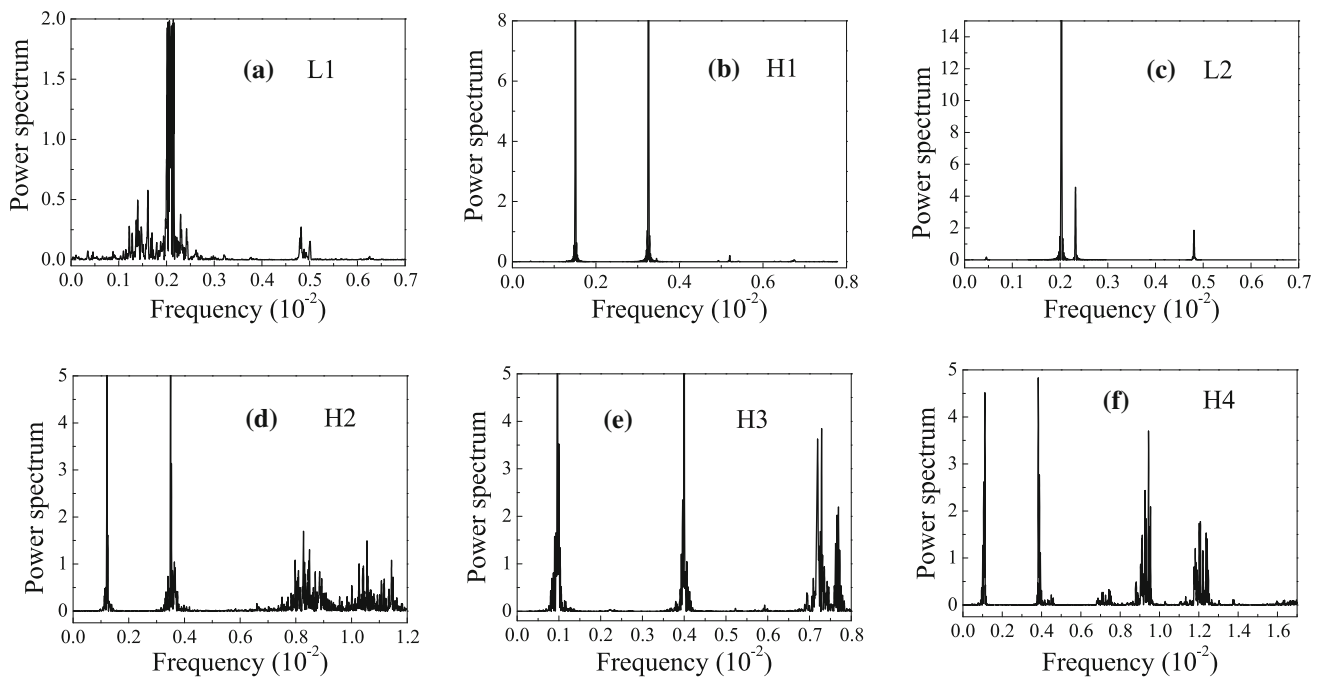 (a) L1
2.0
1.5
1.0
0.5
0.0
Power spectrum
0.0 0.1 0.2 0.3 0.4 0.5 0.6 0.7
Frequency (10⁻²)
(b) H1
8
6
4
2
0
Power spectrum
0.0 0.2 0.4 0.6 0.8
Frequency (10⁻²)
(c) L2
14
12
10
8
6
4
2
0
Power spectrum
0.0 0.1 0.2 0.3 0.4 0.5 0.6 0.7
Frequency (10⁻²)
(d) H2
5
4
3
2
1
0
Power spectrum
0.0 0.2 0.4 0.6 0.8 1.0 1.2
Frequency (10⁻²)
(e) H3
5
4
3
2
1
0
Power spectrum
0.0 0.1 0.2 0.3 0.4 0.5 0.6 0.7 0.8
Frequency (10⁻²)
(f) H4
5
4
3
2
1
0
Power spectrum
0.0 0.2 0.4 0.6 0.8 1.0 1.2 1.4 1.6
Frequency (10⁻²)